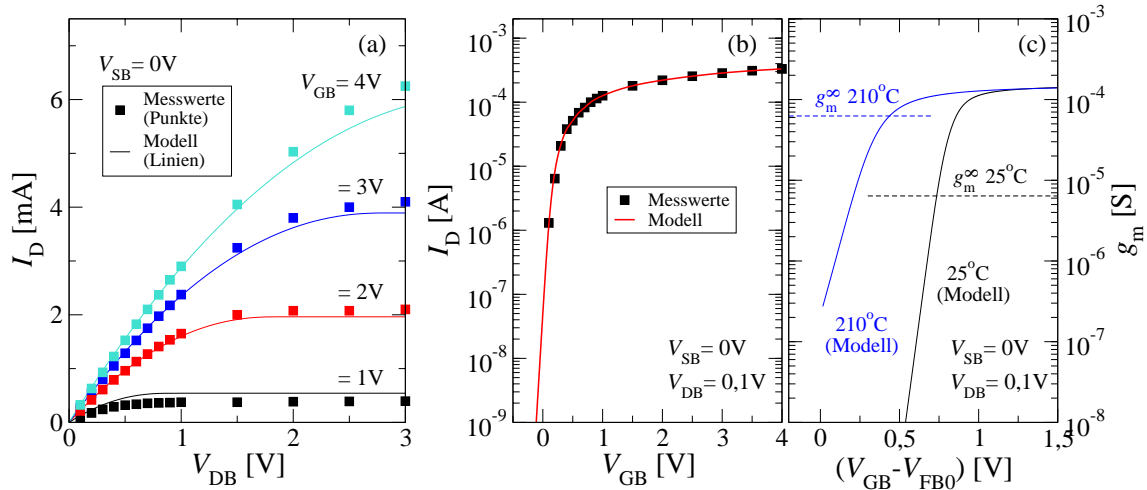 (a)
V_SB= 0V
V_GB= 4V
Messwerte
(Punkte)
Modell
(Linien)
= 3V
= 2V
= 1V
0
2
4
6
I_D [mA]
0
1
2
3
V_DB [V]
(b)
10^-3
10^-4
10^-5
10^-6
10^-7
10^-8
10^-9
I_D [A]
Messwerte
Modell
V_SB= 0V
V_DB= 0,1V
0
1
2
3
4
V_GB [V]
(c)
g_m^∞ 210°C
g_m^∞ 25°C
25°C
(Modell)
210°C
(Modell)
V_SB= 0V
V_DB= 0,1V
10^-3
10^-4
10^-5
10^-6
10^-7
10^-8
g_m [S]
0
0,5
1
1,5
(V_GB-V_FB0) [V]